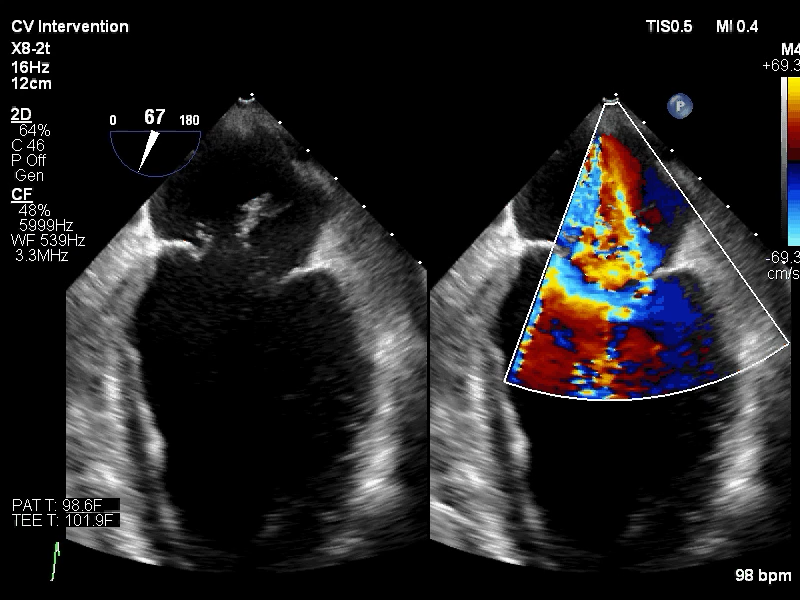 CV Intervention
X8-2t
16Hz
12cm
2D
64%
C 46
P Off
Gen
CF
48%
5999Hz
WF 539Hz
3.3MHz
0 67 180
PAT T: 98.6F
TEE T: 101.9F
TIS0.5 MI 0.4
M4
+69.3
P
-69.3
cm/s
98 bpm